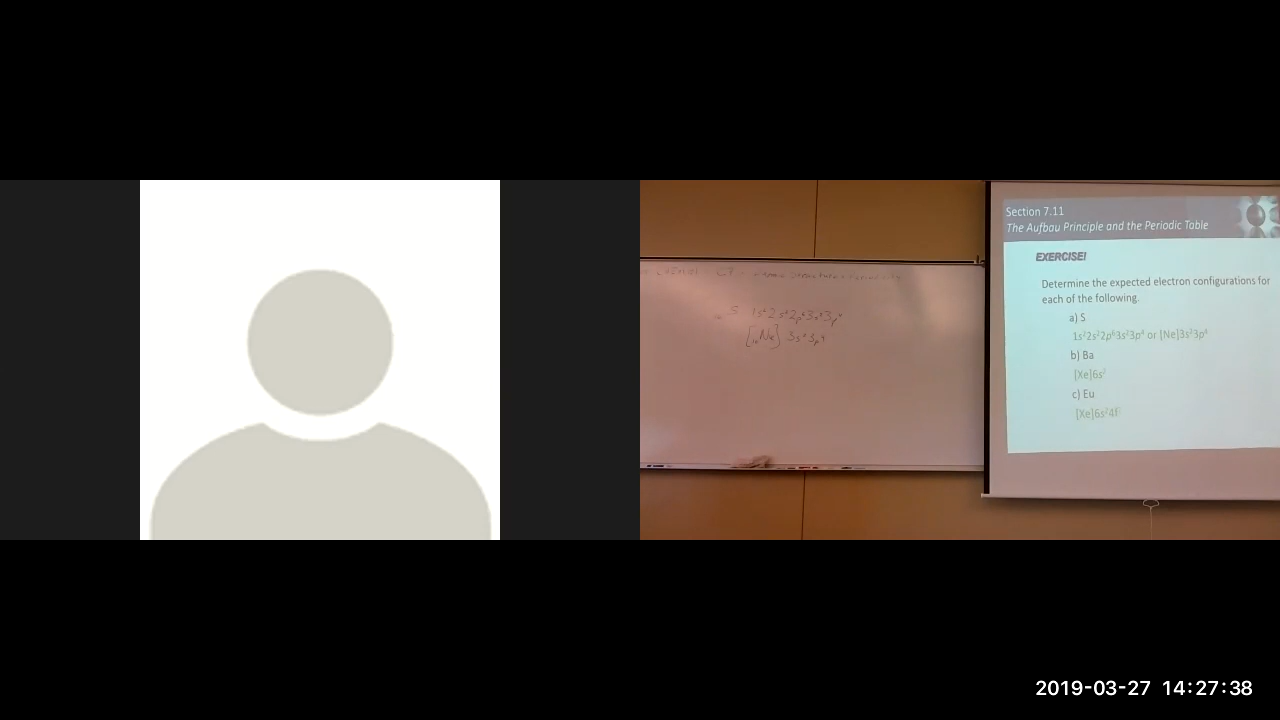 S 1s²2s²2p⁶3s²3p⁴
[₁₀Ne] 3s²3p⁴
Section 7.11
The Aufbau Principle and the Periodic Table
EXERCISE!
Determine the expected electron configurations for
each of the following.
a) S
1s²2s²2p⁶3s²3p⁴ or [Ne]3s²3p⁴
b) Ba
[Xe]6s²
c) Eu
[Xe]6s²4f⁷
2019-03-27 14:27:38